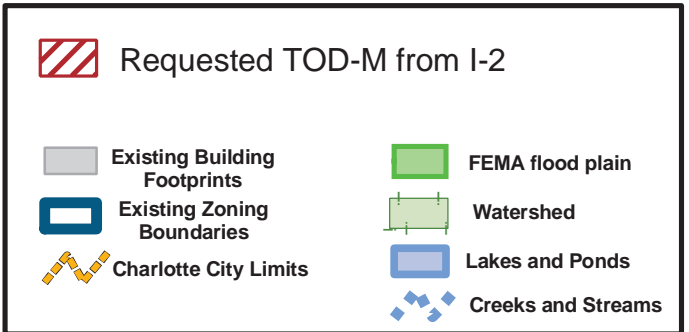 Requested TOD-M from I-2
Existing Building
Footprints
Existing Zoning
Boundaries
Charlotte City Limits
FEMA flood plain
Watershed
Lakes and Ponds
Creeks and Streams